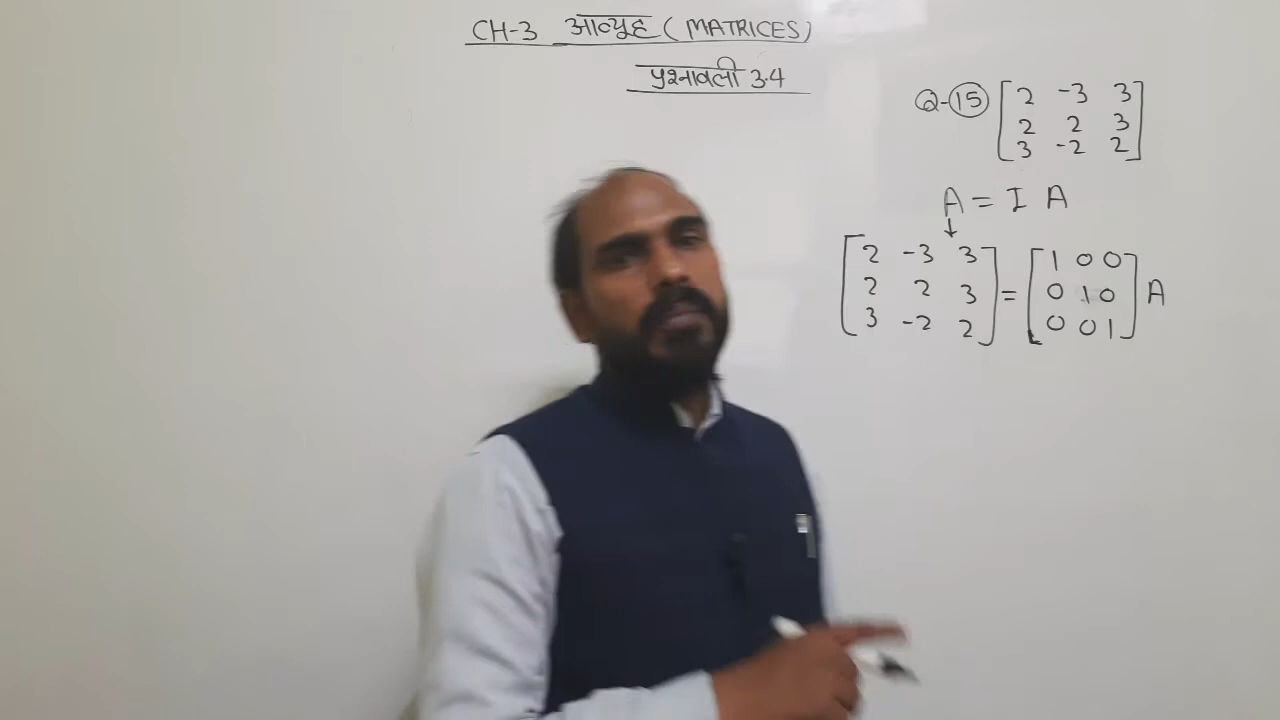 CH-3 आव्यूह (MATRICES)
प्रश्नावली 3.4
Q-15 [2 -3 3
2 2 3
3 -2 2]
A = I A
↓
[2 -3 3
2 2 3
3 -2 2] = [1 0 0
0 1 0
0 0 1] A